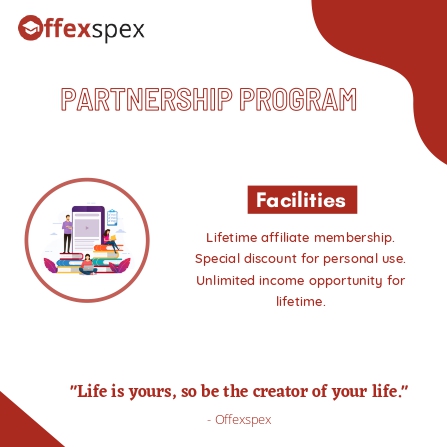 Offexspex
PARTNERSHIP PROGRAM
Facilities
Lifetime affiliate membership.
Special discount for personal use.
Unlimited income opportunity for
lifetime.
"Life is yours, so be the creator of your life."
- Offexspex